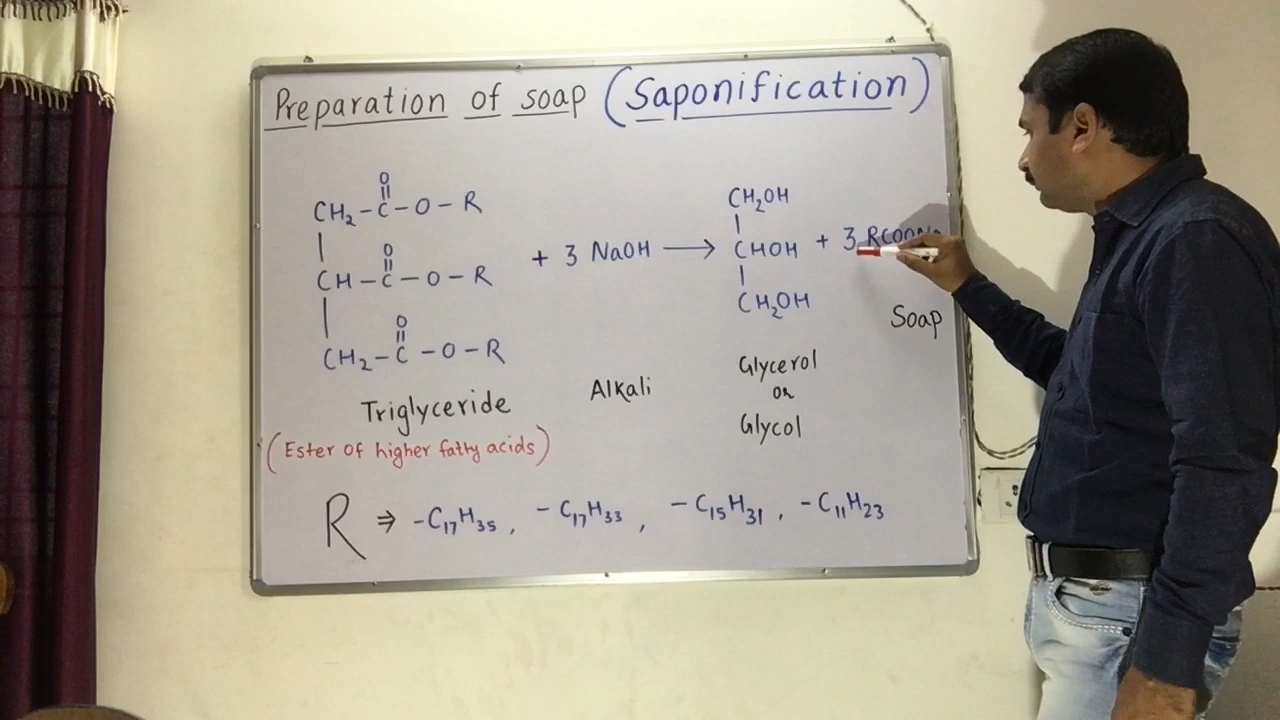 Preparation of soap (Saponification)
O
||
CH₂ – C – O – R
|
O
||
CH – C – O – R
|
O
||
CH₂ – C – O – R
+ 3 NaOH ⟶
CH₂OH
|
CHOH
|
CH₂OH
+ 3 RCOONa
Soap
Triglyceride
(Ester of higher fatty acids)
Alkali
Glycerol
or
Glycol
R ⇒ –C₁₇H₃₅, –C₁₇H₃₃, –C₁₅H₃₁, –C₁₁H₂₃